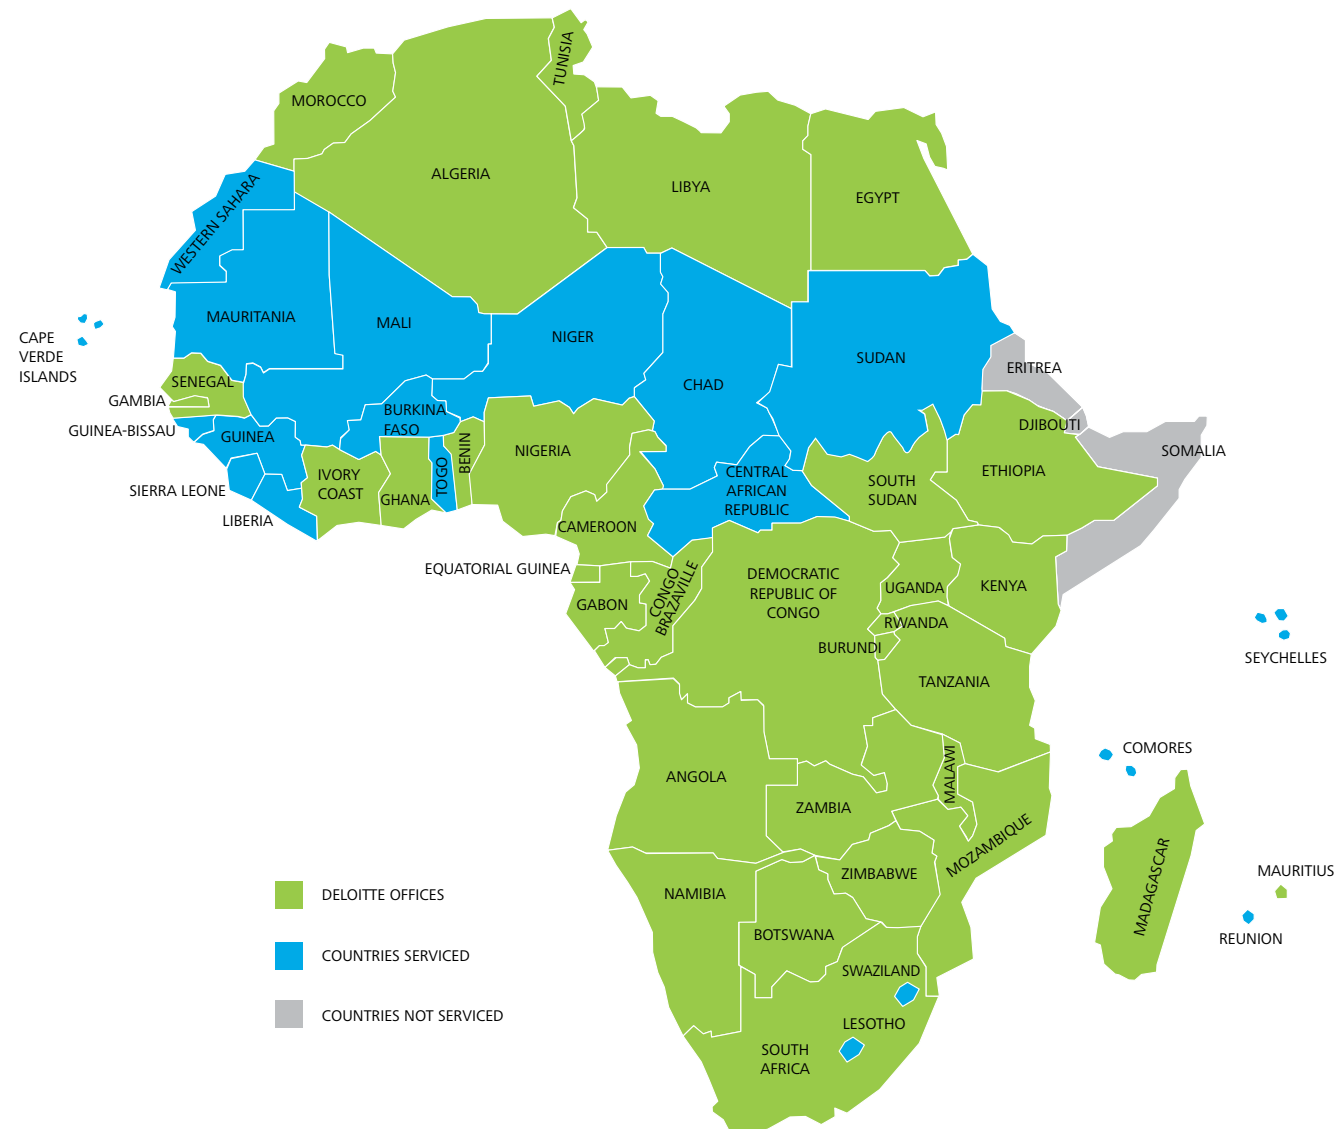 TUNISIA
MOROCCO
ALGERIA
LIBYA
EGYPT
WESTERN SAHARA
MAURITANIA
MALI
NIGER
CHAD
SUDAN
ERITREA
CAPE
VERDE
ISLANDS
SENEGAL
GAMBIA
GUINEA-BISSAU
GUINEA
BURKINA
FASO
SIERRA LEONE
LIBERIA
IVORY
COAST
GHANA
TOGO
BENIN
NIGERIA
CENTRAL
AFRICAN
REPUBLIC
SOUTH
SUDAN
ETHIOPIA
DJIBOUTI
SOMALIA
CAMEROON
EQUATORIAL GUINEA
GABON
CONGO
BRAZAVILLE
DEMOCRATIC
REPUBLIC OF
CONGO
UGANDA
KENYA
RWANDA
BURUNDI
TANZANIA
SEYCHELLES
COMORES
ANGOLA
ZAMBIA
MALAWI
MOZAMBIQUE
MADAGASCAR
MAURITIUS
REUNION
NAMIBIA
ZIMBABWE
BOTSWANA
SWAZILAND
LESOTHO
SOUTH
AFRICA
DELOITTE OFFICES
COUNTRIES SERVICED
COUNTRIES NOT SERVICED